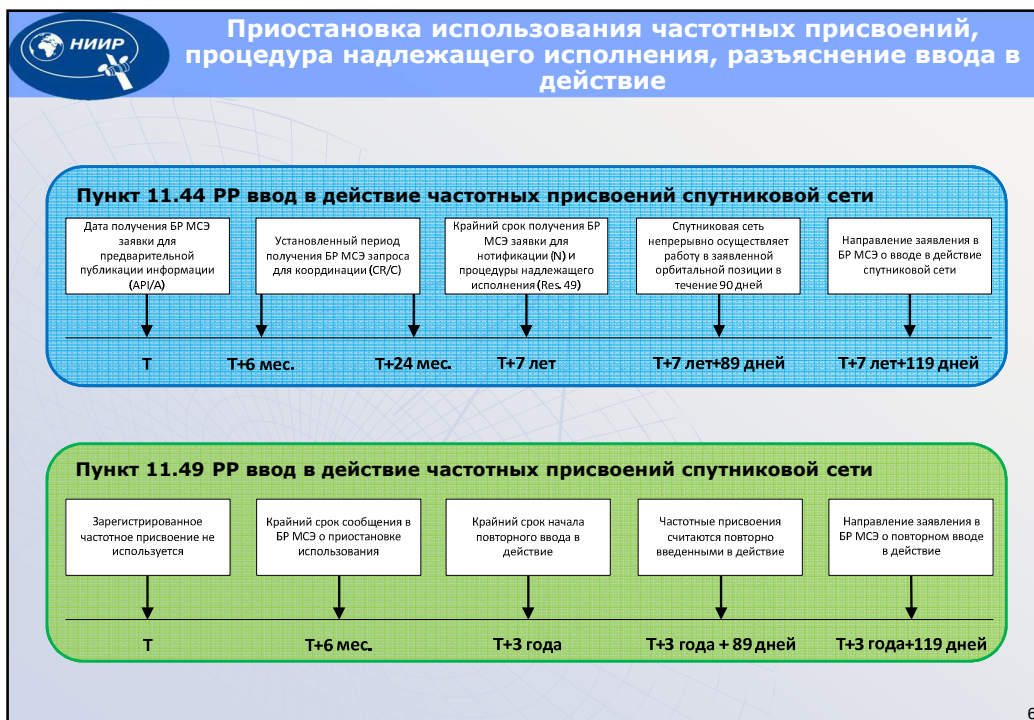 НИИР
Приостановка использования частотных присвоений,
процедура надлежащего исполнения, разъяснение ввода в
действие
Пункт 11.44 РР ввод в действие частотных присвоений спутниковой сети
Дата получения БР МСЭ
заявки для
предварительной
публикации информации
(API/A)
Установленный период
получения БР МСЭ запроса
для координации (CR/C)
Крайний срок получения БР
МСЭ заявки для
нотификации (N) и
процедуры надлежащего
исполнения (Res. 49)
Спутниковая сеть
непрерывно осуществляет
работу в заявленной
орбитальной позиции в
течение 90 дней
Направление заявления в
БР МСЭ о вводе в действие
спутниковой сети
T
T+6 мес.
T+24 мес.
T+7 лет
T+7 лет+89 дней
T+7 лет+119 дней
Пункт 11.49 РР ввод в действие частотных присвоений спутниковой сети
Зарегистрированное
частотное присвоение не
используется
Крайний срок сообщения в
БР МСЭ о приостановке
использования
Крайний срок начала
повторного ввода в
действие
Частотные присвоения
считаются повторно
введенными в действие
Направление заявления в
БР МСЭ о повторном вводе
в действие
T
T+6 мес.
T+3 года
T+3 года + 89 дней
T+3 года+119 дней
6